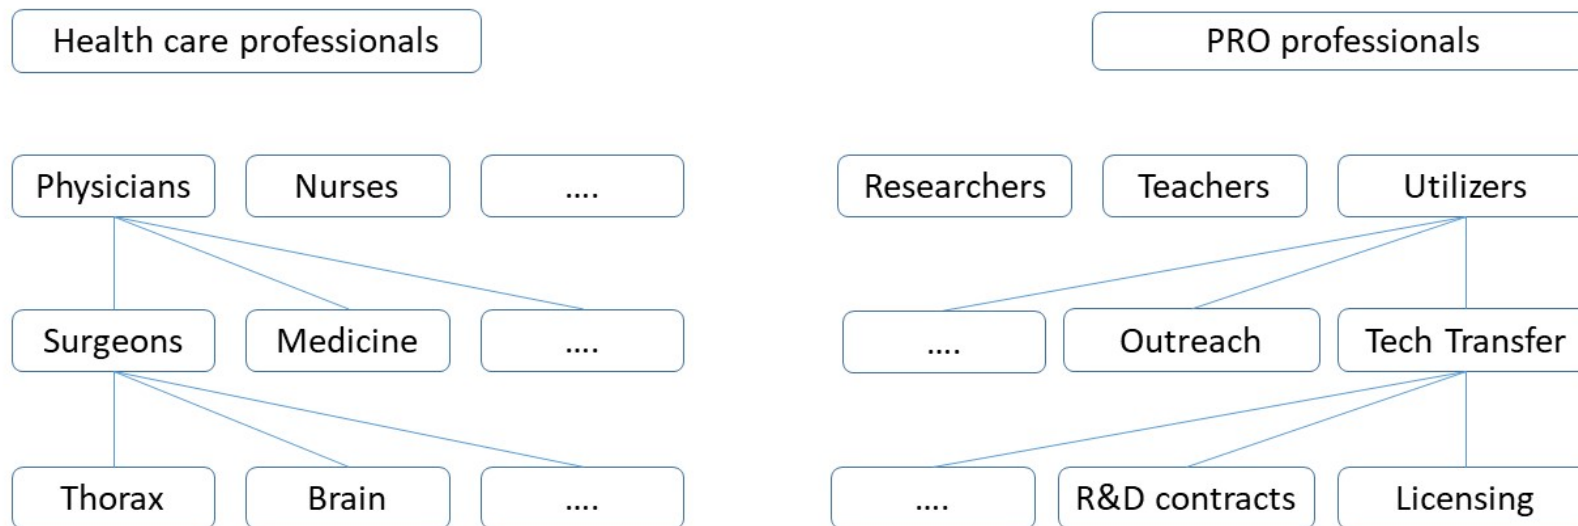 Health care professionals
PRO professionals
Physicians
Nurses
....
Researchers
Teachers
Utilizers
Surgeons
Medicine
....
....
Outreach
Tech Transfer
Thorax
Brain
....
....
R&D contracts
Licensing